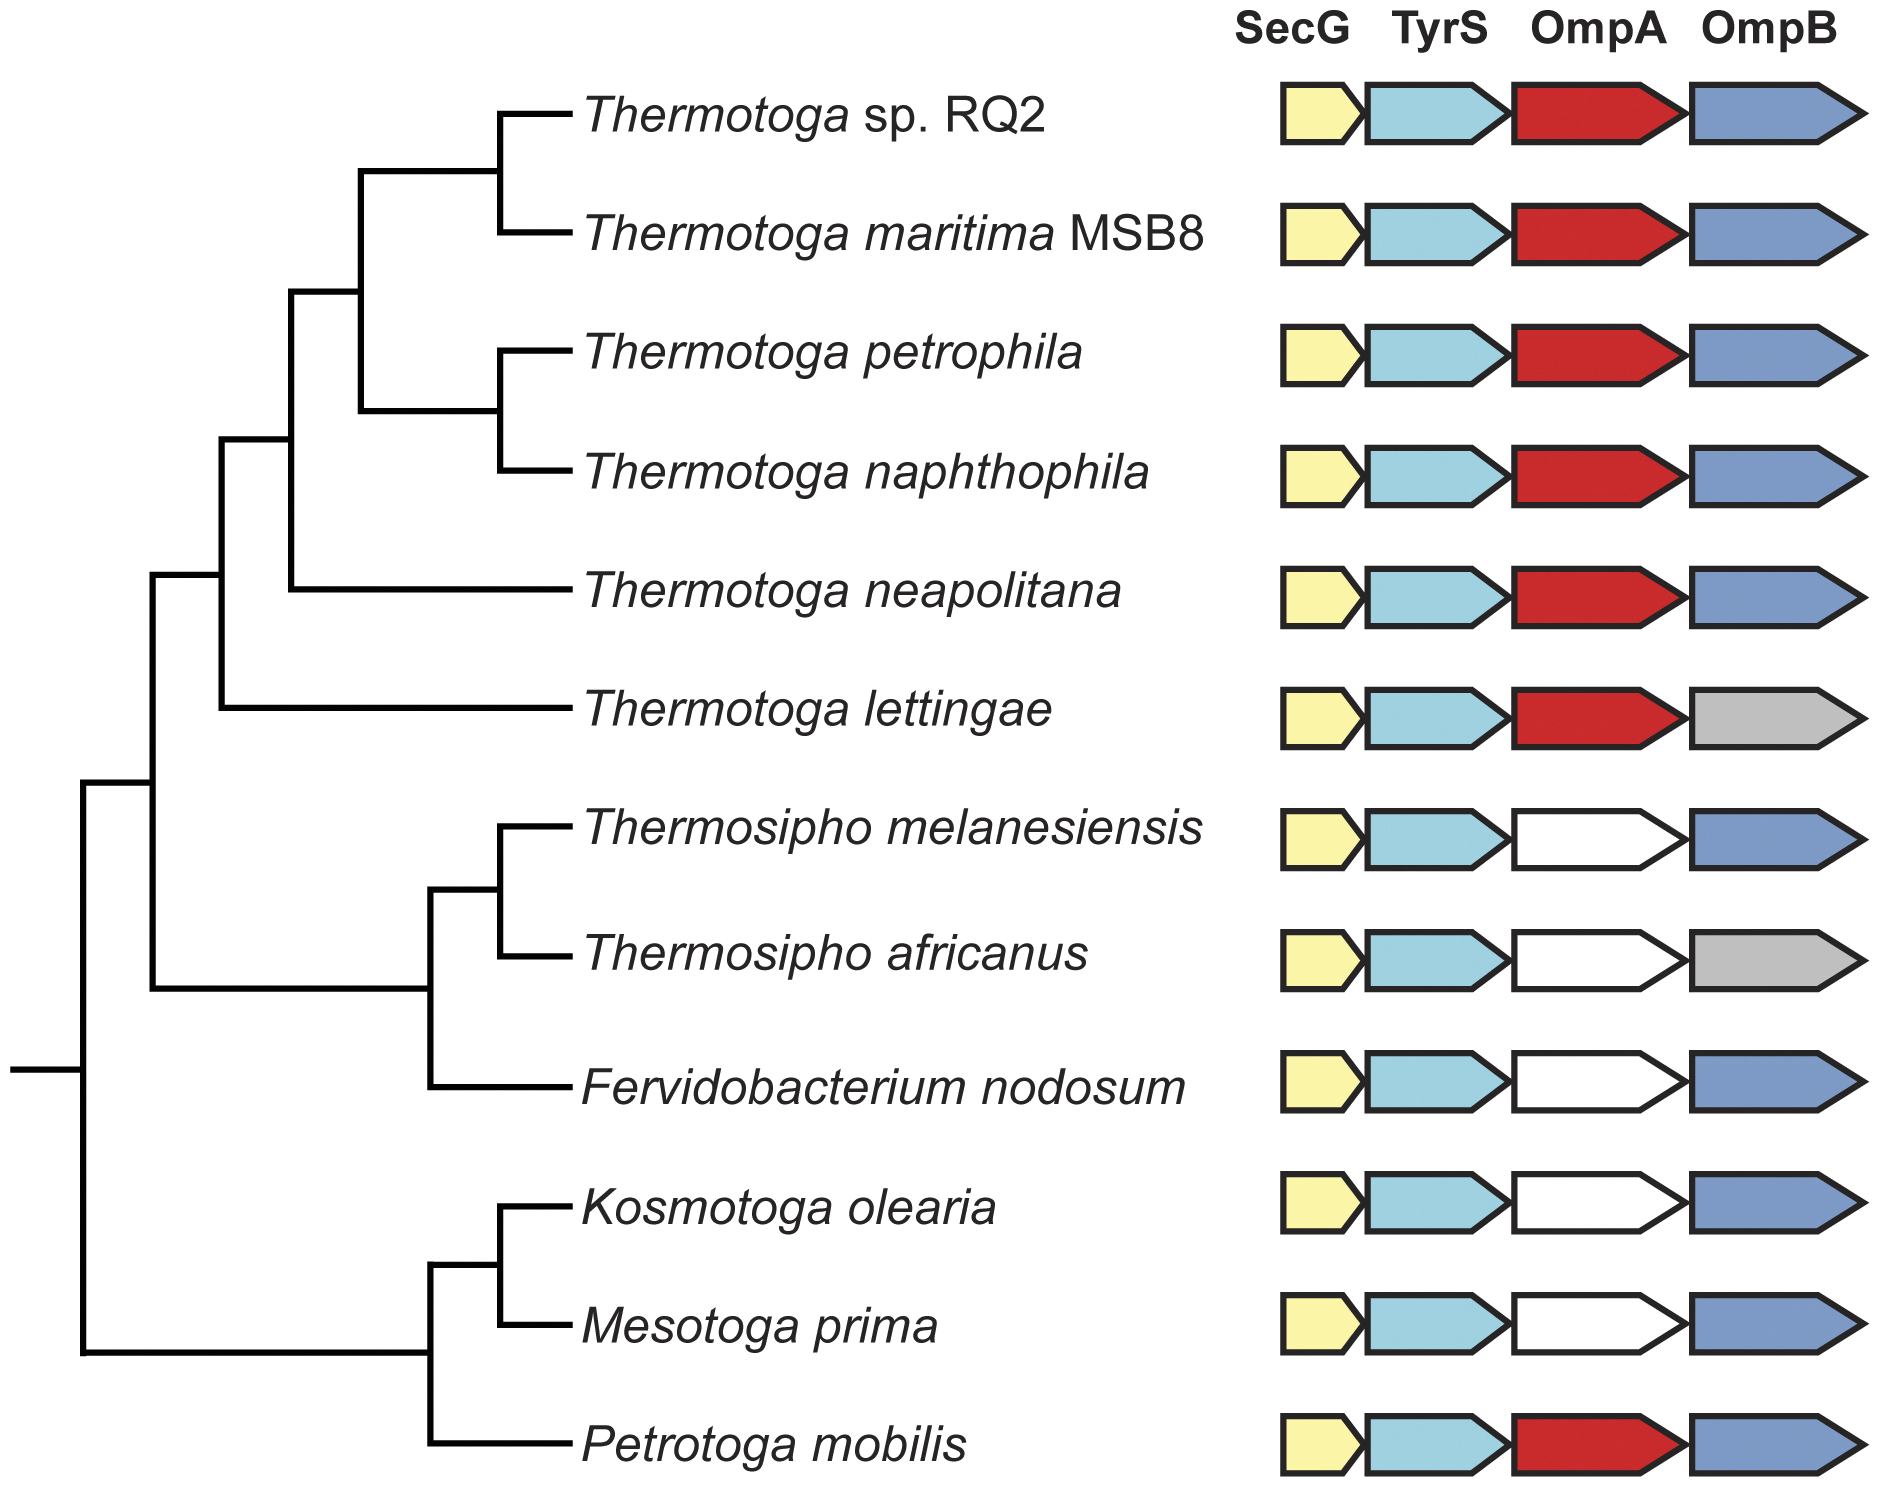 SecG TyrS OmpA OmpB
Thermotoga sp. RQ2
Thermotoga maritima MSB8
Thermotoga petrophila
Thermotoga naphthophila
Thermotoga neapolitana
Thermotoga lettingae
Thermosipho melanesiensis
Thermosipho africanus
Fervidobacterium nodosum
Kosmotoga olearia
Mesotoga prima
Petrotoga mobilis